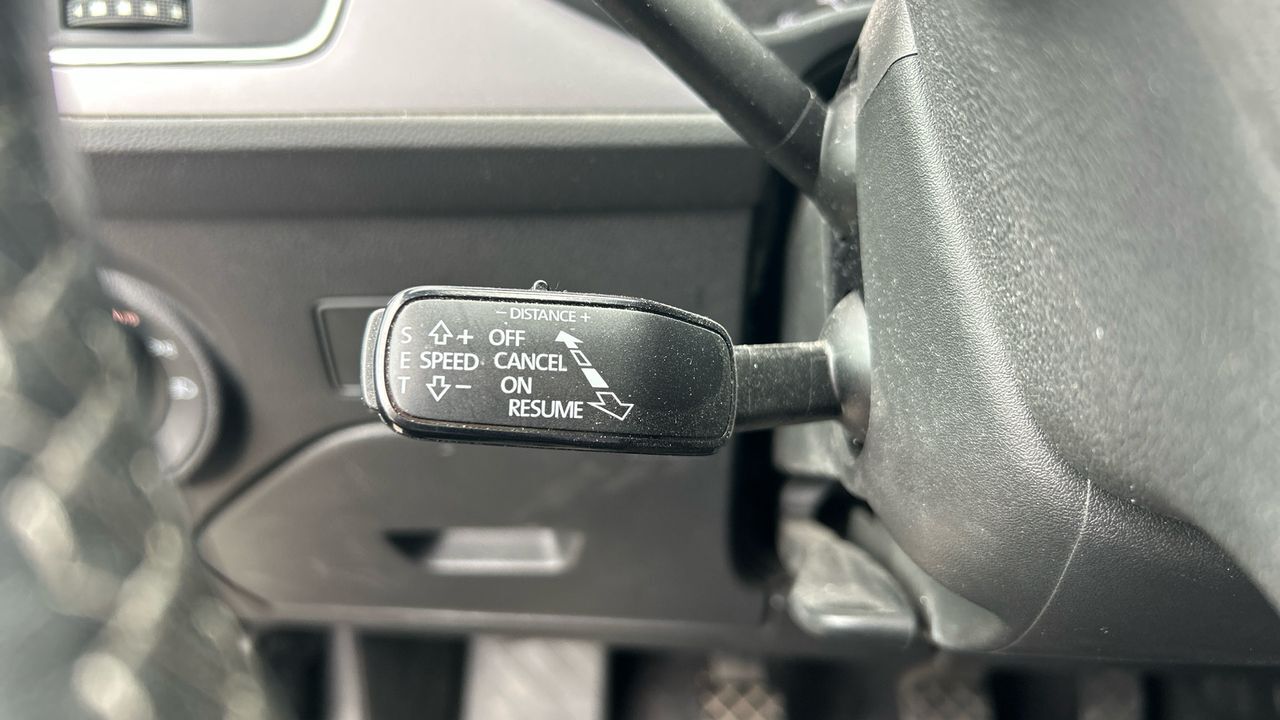 - DISTANCE +
S + OFF
E SPEED CANCEL
T - ON
RESUME